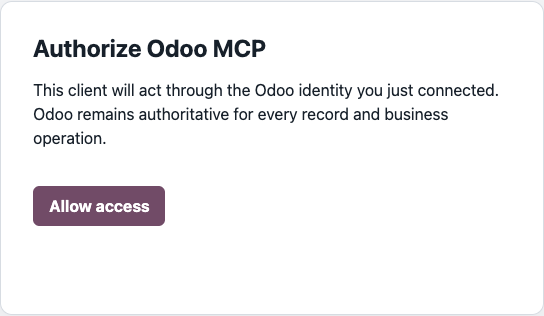 Authorize Odoo MCP
This client will act through the Odoo identity you just connected.
Odoo remains authoritative for every record and business
operation.
Allow access